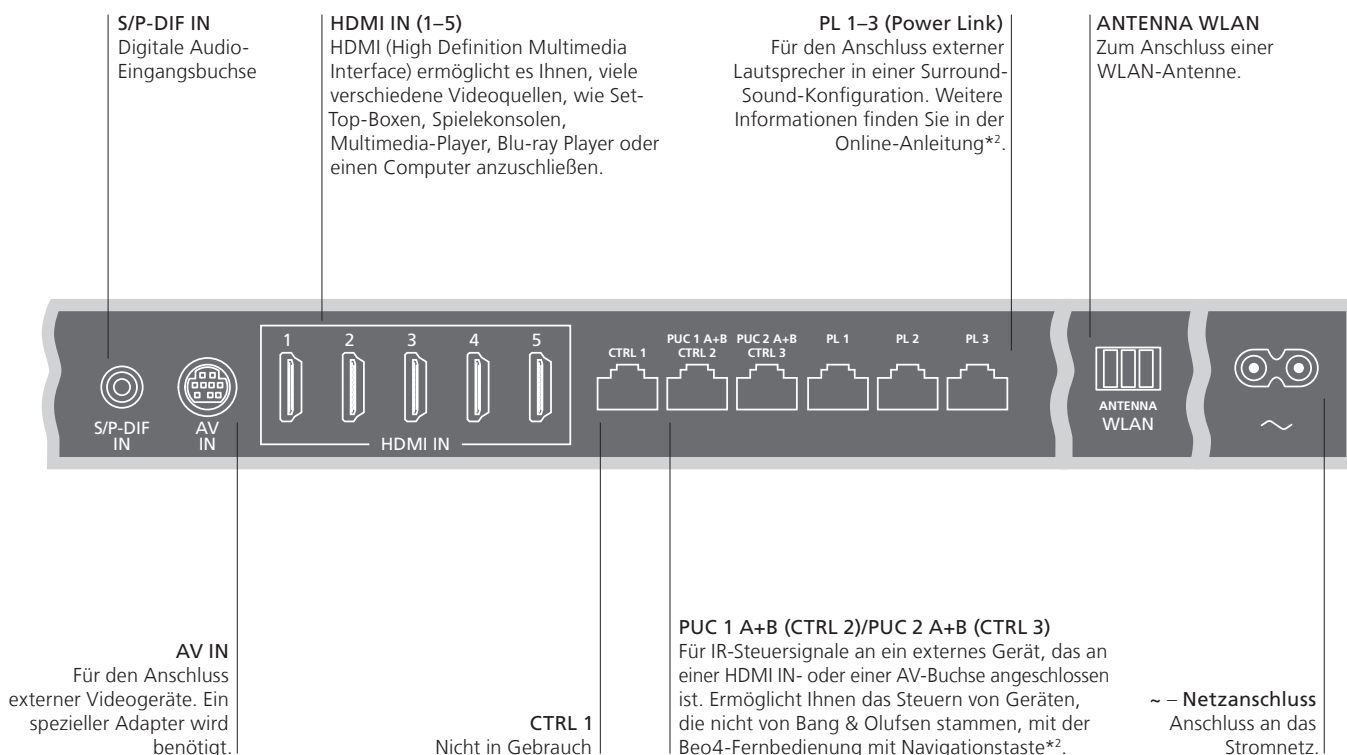 S/P-DIF IN
Digitale Audio-
Eingangsbuchse
HDMI IN (1–5)
HDMI (High Definition Multimedia
Interface) ermöglicht es Ihnen, viele
verschiedene Videoquellen, wie Set-
Top-Boxen, Spielekonsolen,
Multimedia-Player, Blu-ray Player oder
einen Computer anzuschließen.
PL 1–3 (Power Link)
Für den Anschluss externer
Lautsprecher in einer Surround-
Sound-Konfiguration. Weitere
Informationen finden Sie in der
Online-Anleitung*².
ANTENNA WLAN
Zum Anschluss einer
WLAN-Antenne.
S/P-DIF
IN
AV
IN
1 2 3 4 5
HDMI IN
CTRL 1
PUC 1 A+B
CTRL 2
PUC 2 A+B
CTRL 3
PL 1
PL 2
PL 3
ANTENNA
WLAN
~
AV IN
Für den Anschluss
externer Videogeräte. Ein
spezieller Adapter wird
benötigt.
CTRL 1
Nicht in Gebrauch
PUC 1 A+B (CTRL 2)/PUC 2 A+B (CTRL 3)
Für IR-Steuersignale an ein externes Gerät, das an
einer HDMI IN- oder einer AV-Buchse angeschlossen
ist. Ermöglicht Ihnen das Steuern von Geräten,
die nicht von Bang & Olufsen stammen, mit der
Beo4-Fernbedienung mit Navigationstaste*².
~ – Netzanschluss
Anschluss an das
Stromnetz.